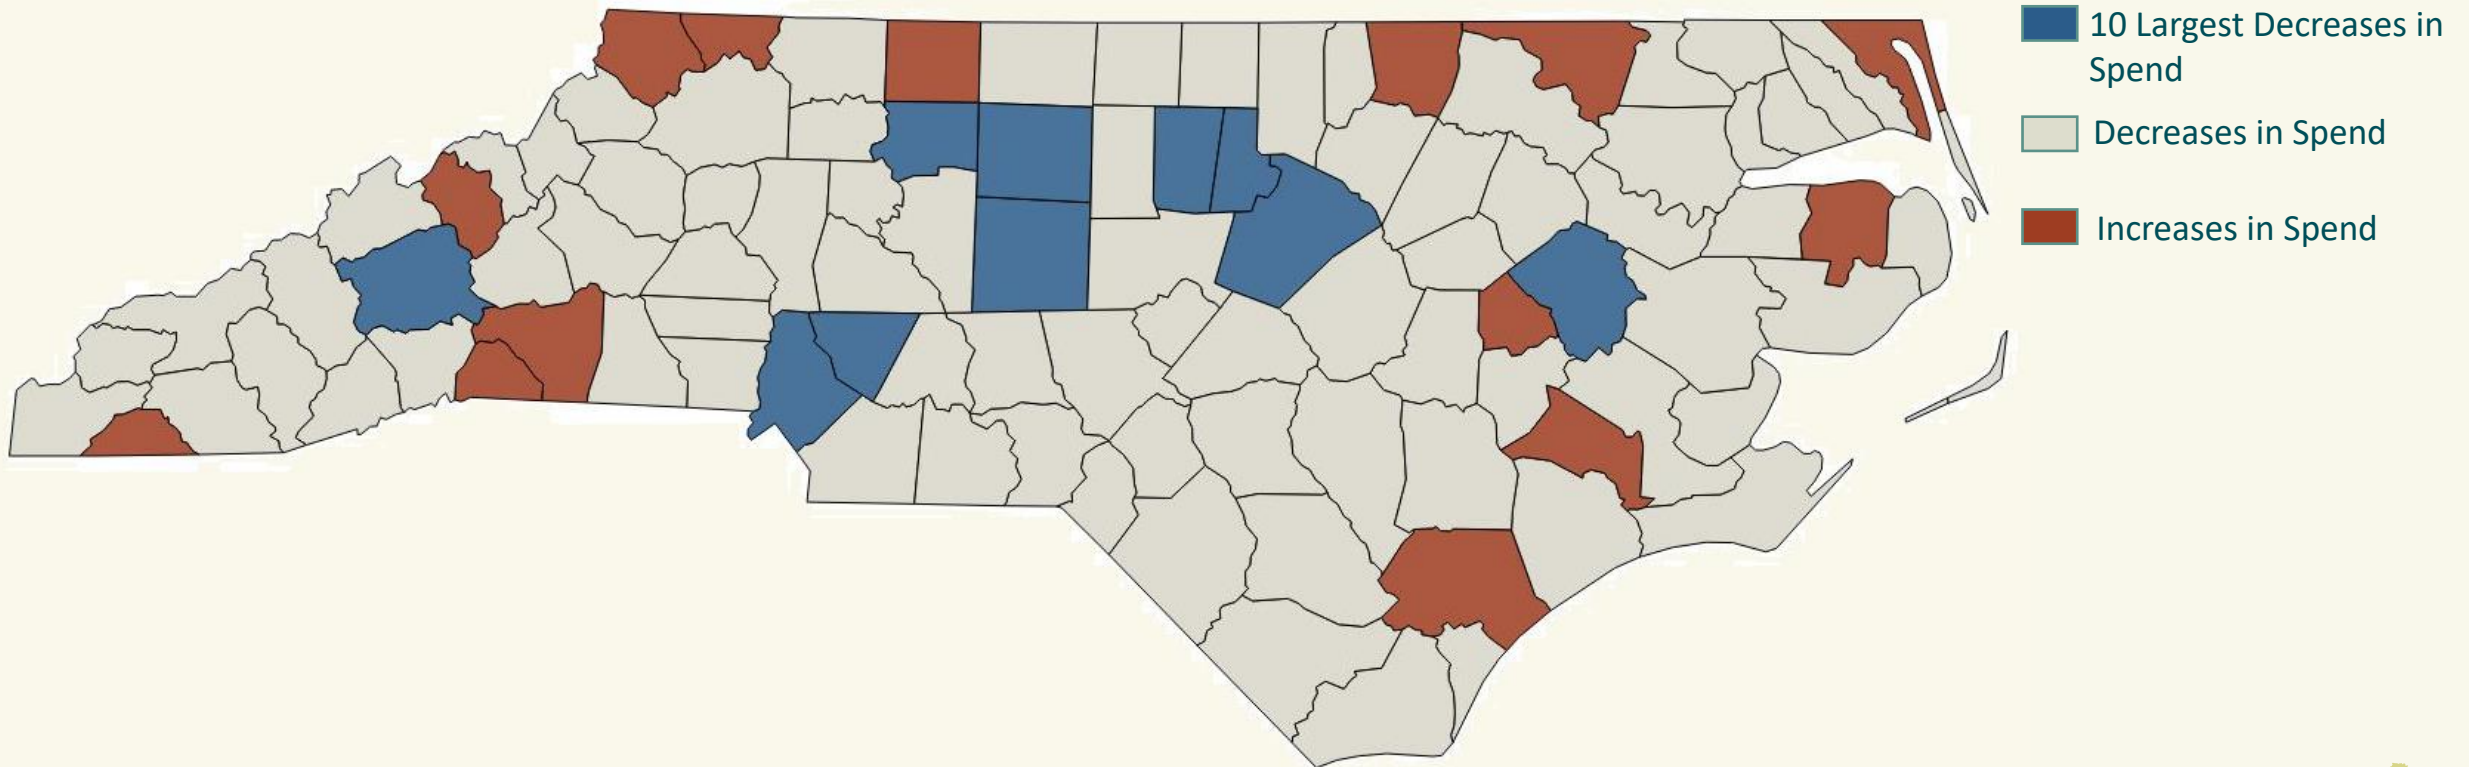 10 Largest Decreases in
Spend
Decreases in Spend
Increases in Spend